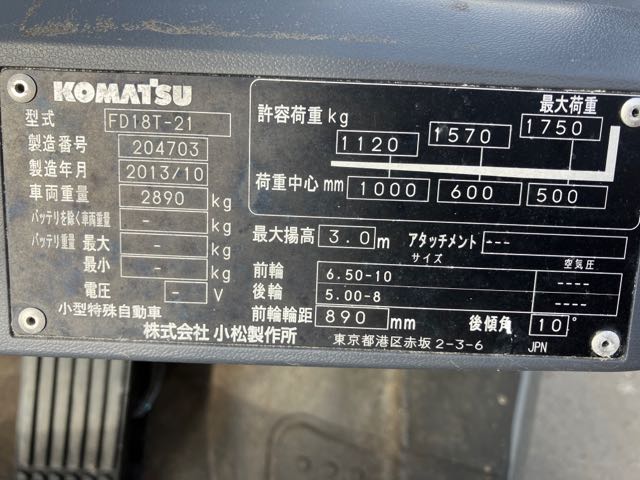 KOMATSU
型式 FD18T-21
製造番号 204703
製造年月 2013/10
車両重量 2890 kg
バッテリを除く車両重量 - kg
バッテリ重量 最大 - kg
最小 - kg
電圧 - V
小型特殊自動車
株式会社 小松製作所
許容荷重 kg 最大荷重
1120 1570 1750
荷重中心 mm 1000 600 500
最大揚高 3.0 m アタッチメント ---
サイズ 空気圧
前輪 6.50-10 ----
後輪 5.00-8 ----
前輪輪距 890 mm 後傾角 10°
東京都港区赤坂 2-3-6 JPN